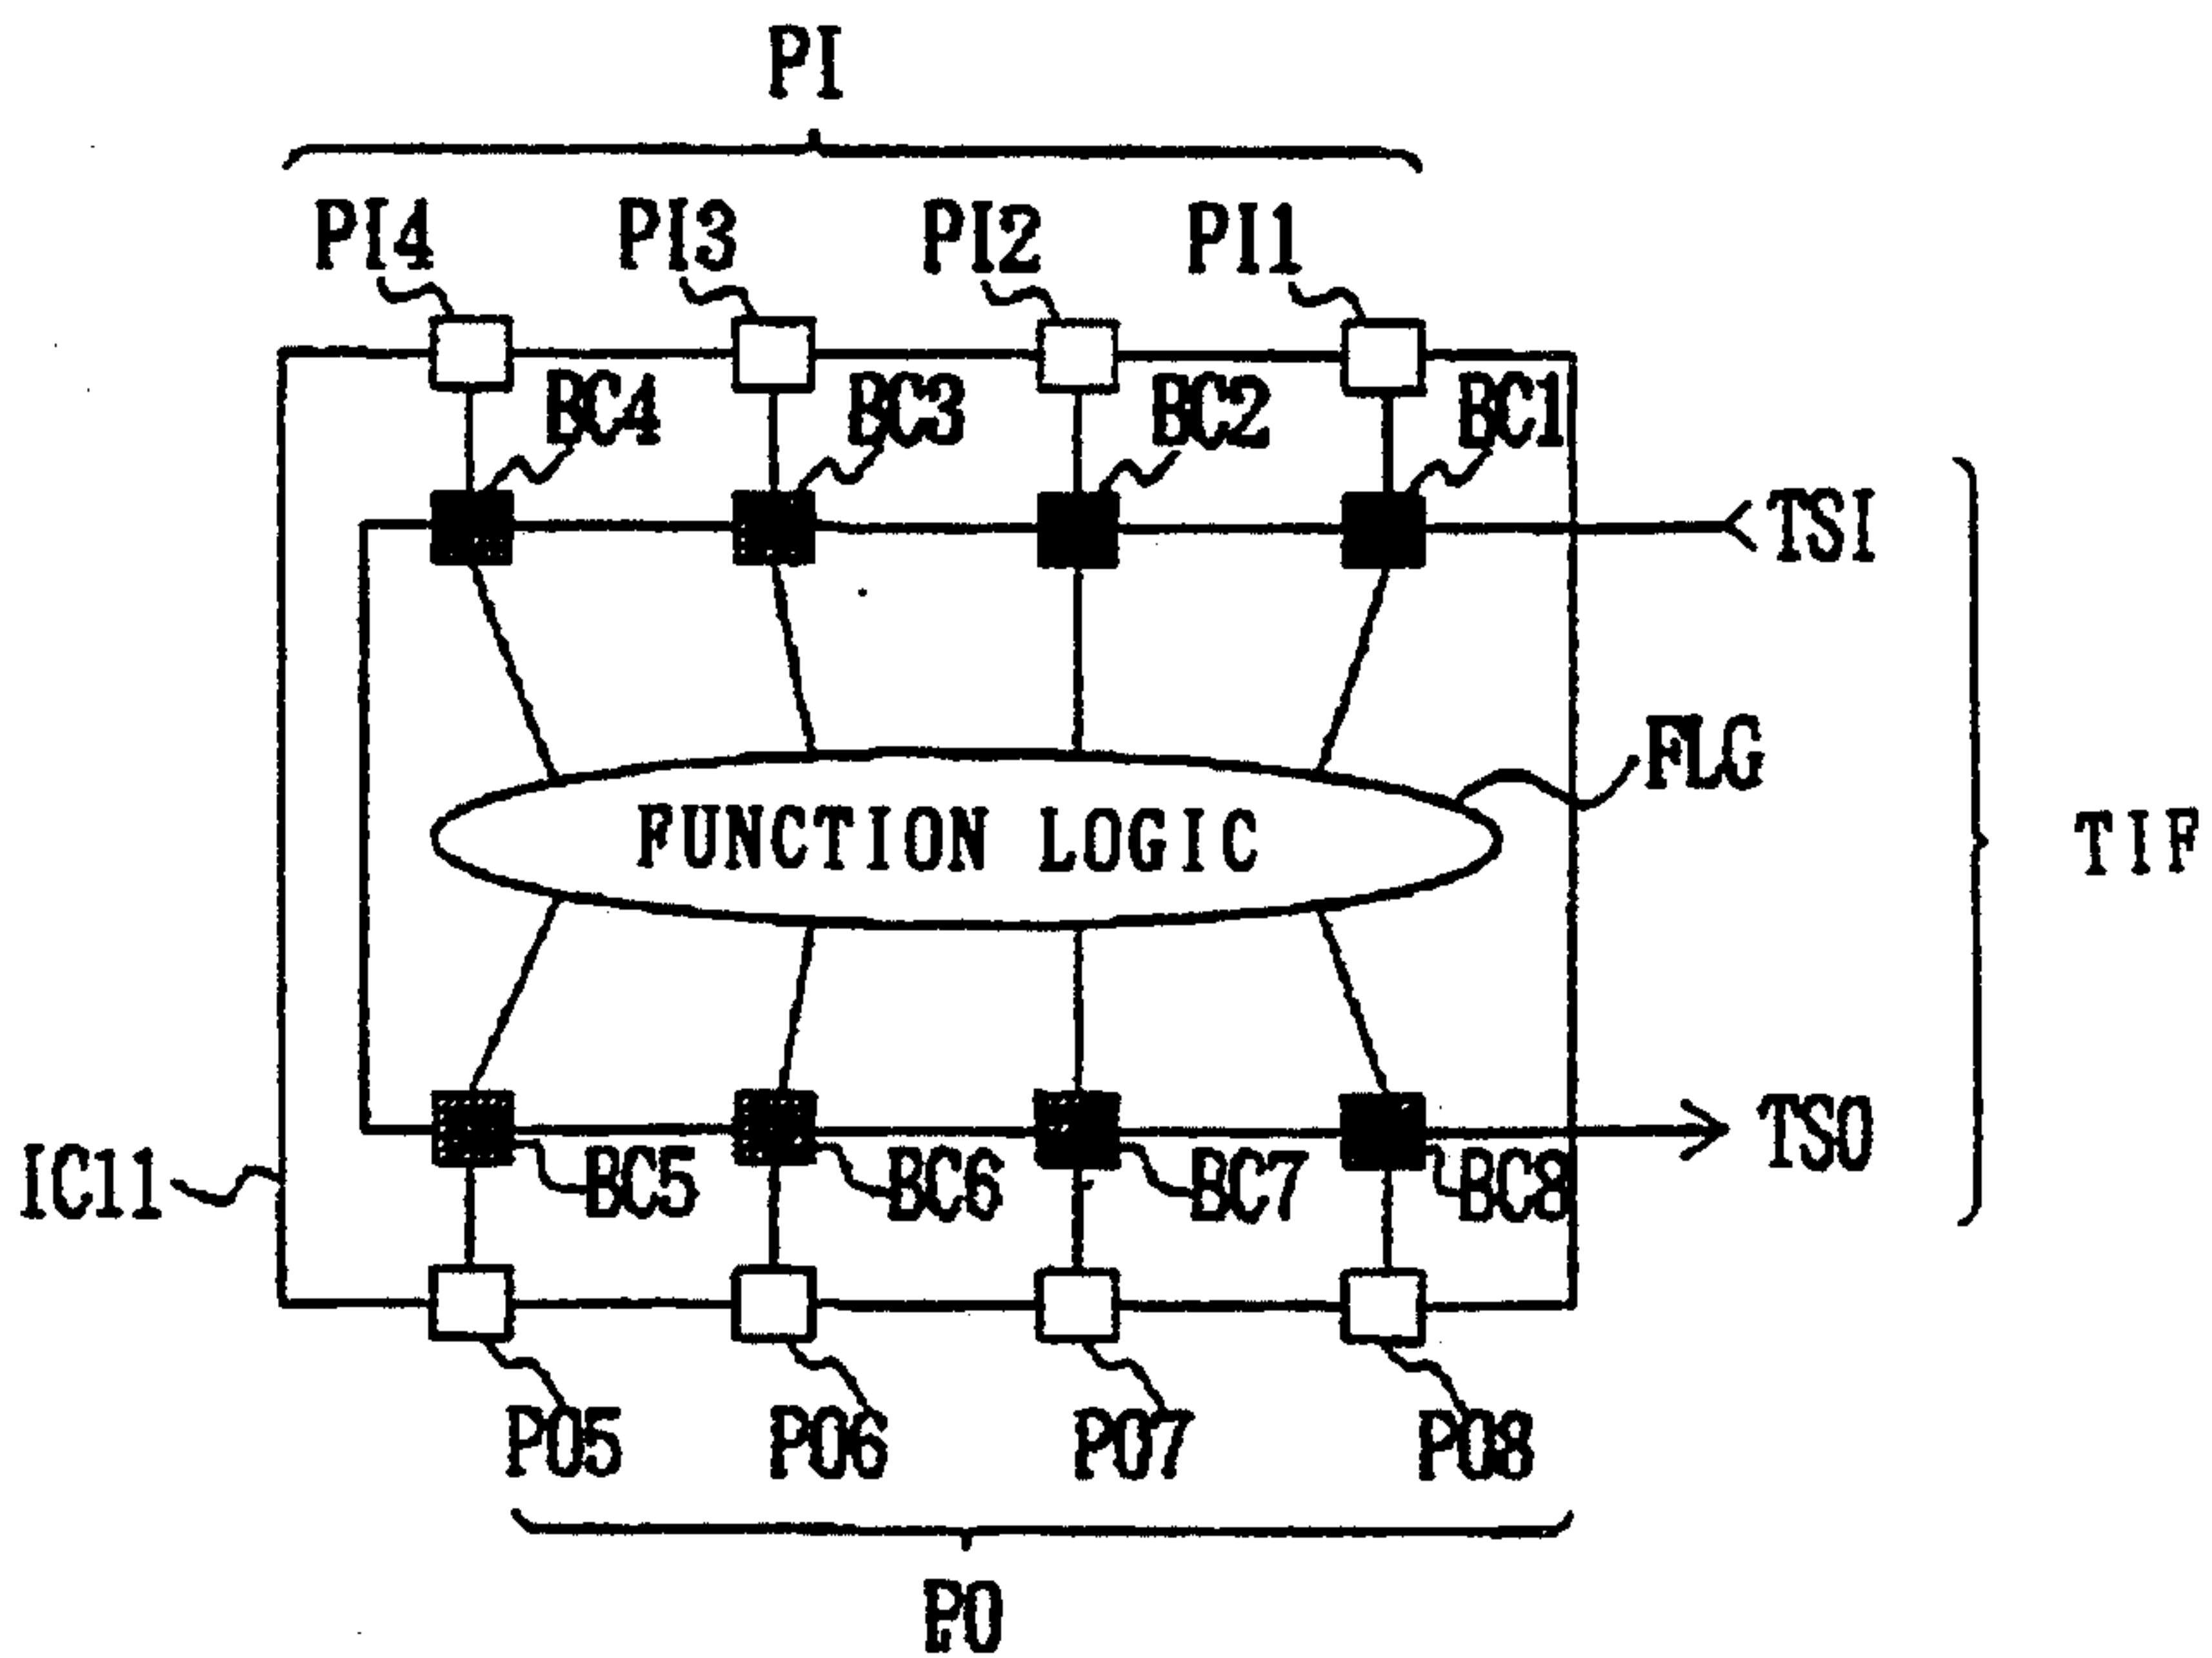 PI
PI4 PI3 PI2 PI1
BC4 BC3 BC2 BC1
TSI
FLG
FUNCTION LOGIC
TIF
TSO
IC11
BC5 BC6 BC7 BC8
PO5 PO6 PO7 PO8
PO